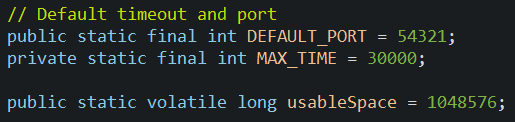 // Default timeout and port
public static final int DEFAULT_PORT = 54321;
private static final int MAX_TIME = 30000;
public static volatile long usableSpace = 1048576;